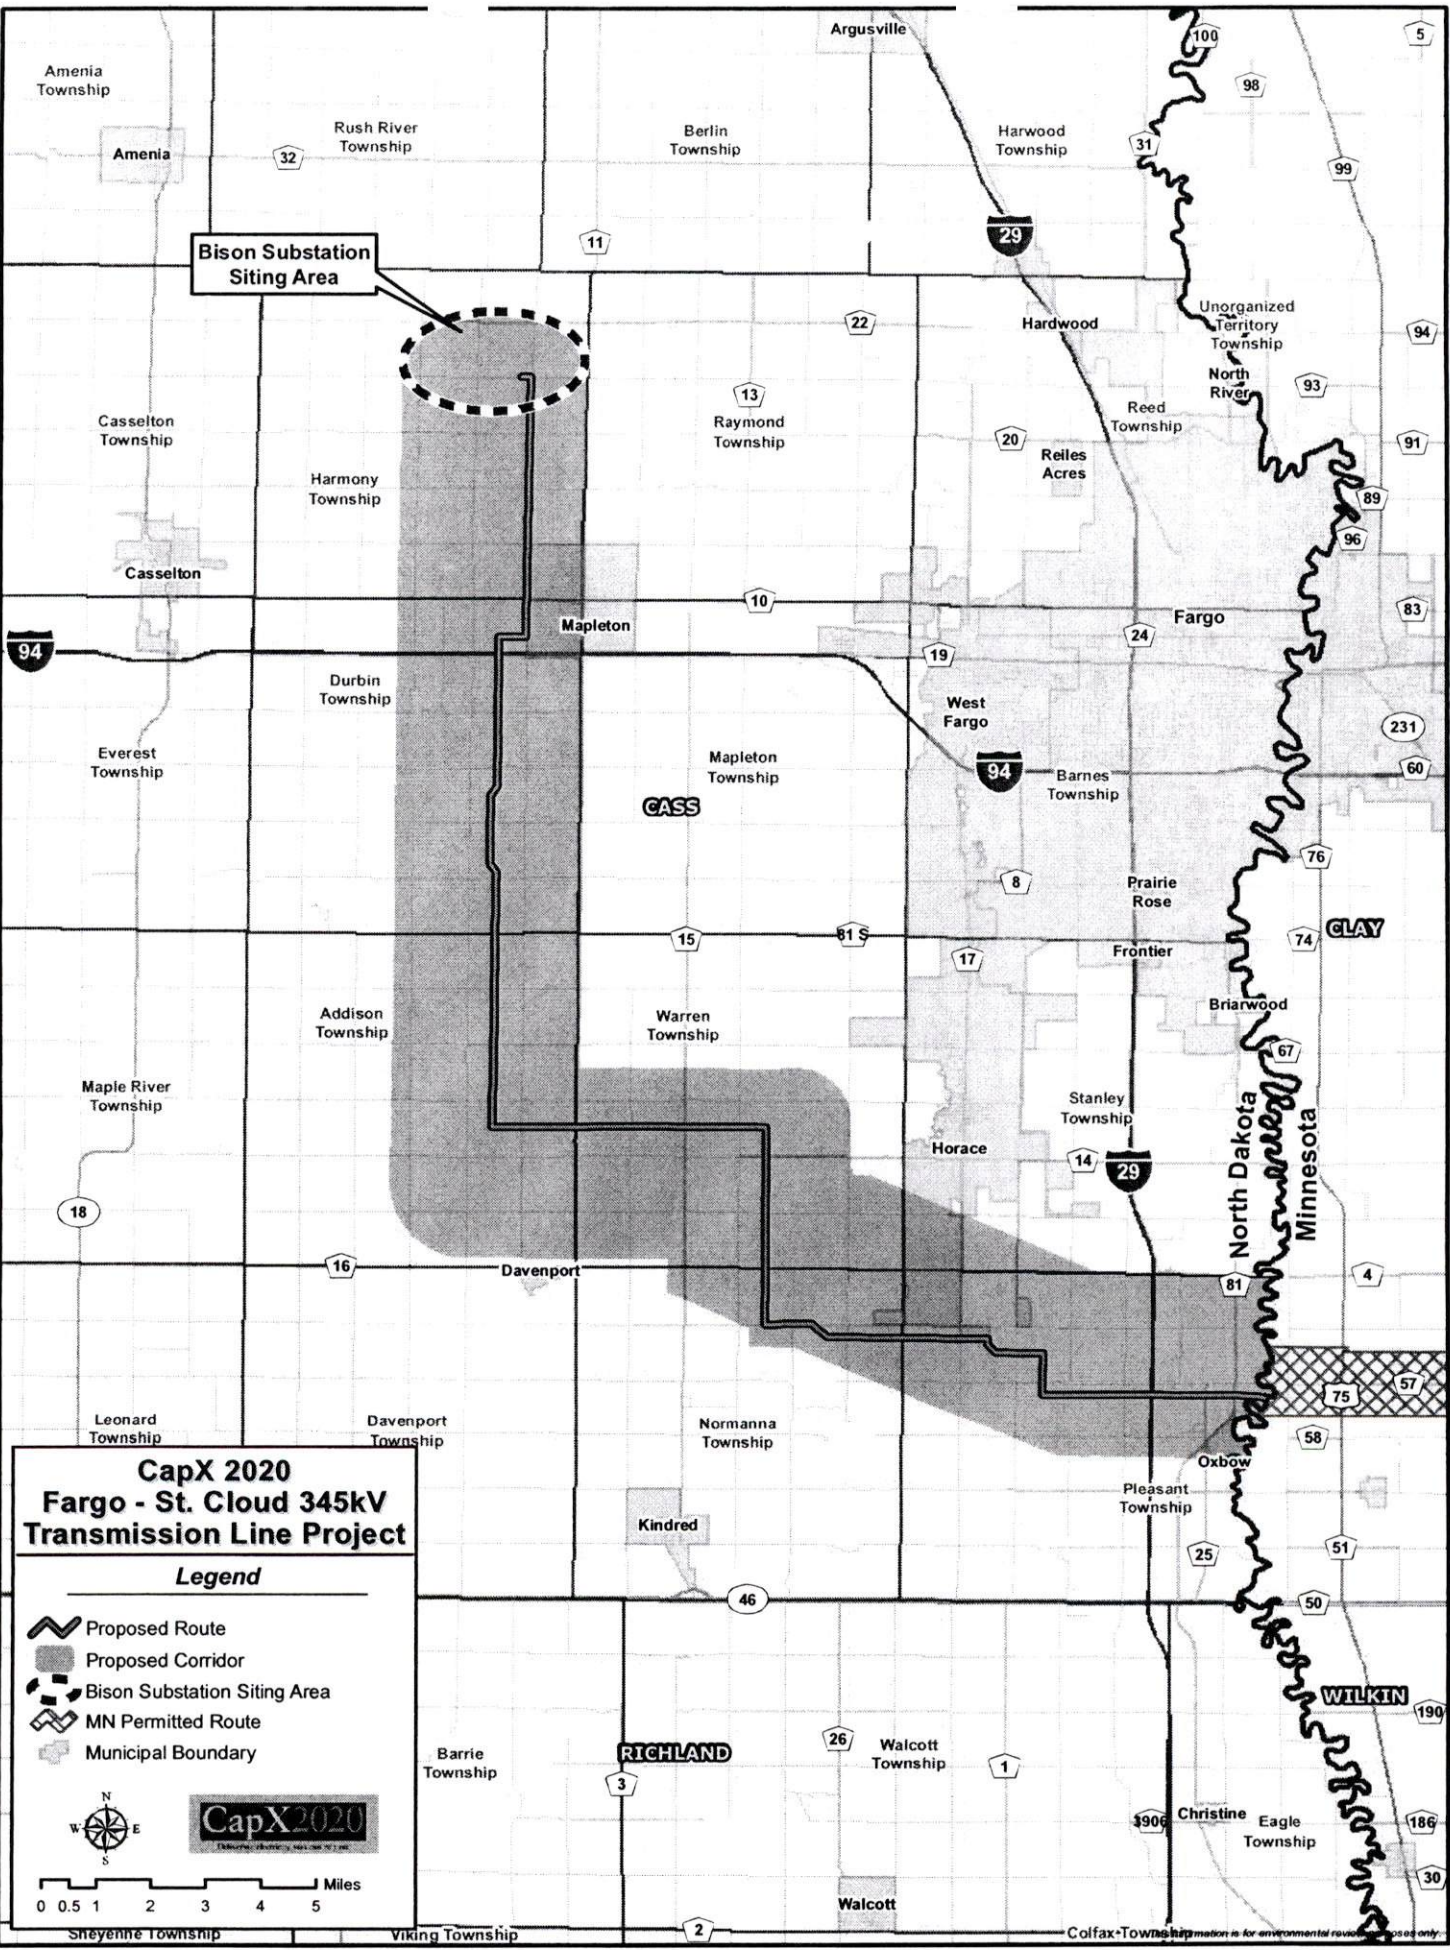 Argusville
100
5
Amenia
Township
98
Rush River
Township
Berlin
Township
Harwood
Township
31
Amenia
32
99
Bison Substation
Siting Area
11
29
22
Hardwood
Unorganized
Territory
Township
94
North
River
93
13
Raymond
Township
Reed
Township
Casselton
Township
20
91
Reiles
Acres
Harmony
Township
89
96
Casselton
10
83
Mapleton
Fargo
24
94
19
Durbin
Township
West
Fargo
231
Everest
Township
Mapleton
Township
94
Barnes
Township
60
CASS
76
8
Prairie
Rose
15
81 S
74
CLAY
17
Frontier
Briarwood
Addison
Township
Warren
Township
67
Maple River
Township
Stanley
Township
North Dakota
Minnesota
Horace
14
29
18
16
Davenport
81
4
57
75
Leonard
Township
Davenport
Township
Normanna
Township
58
Oxbow
CapX 2020
Fargo - St. Cloud 345kV
Transmission Line Project
Pleasant
Township
Kindred
25
51
Legend
46
50
Proposed Route
Proposed Corridor
Bison Substation Siting Area
MN Permitted Route
Municipal Boundary
WILKIN
190
26
Walcott
Township
Barrie
Township
RICHLAND
3
1
N
W E
S
CapX2020
3906
Christine
Eagle
Township
186
30
Miles
0 0.5 1 2 3 4 5
Walcott
Sheyenne Township
Viking Township
2
Colfax Township
is for environmental review
only.